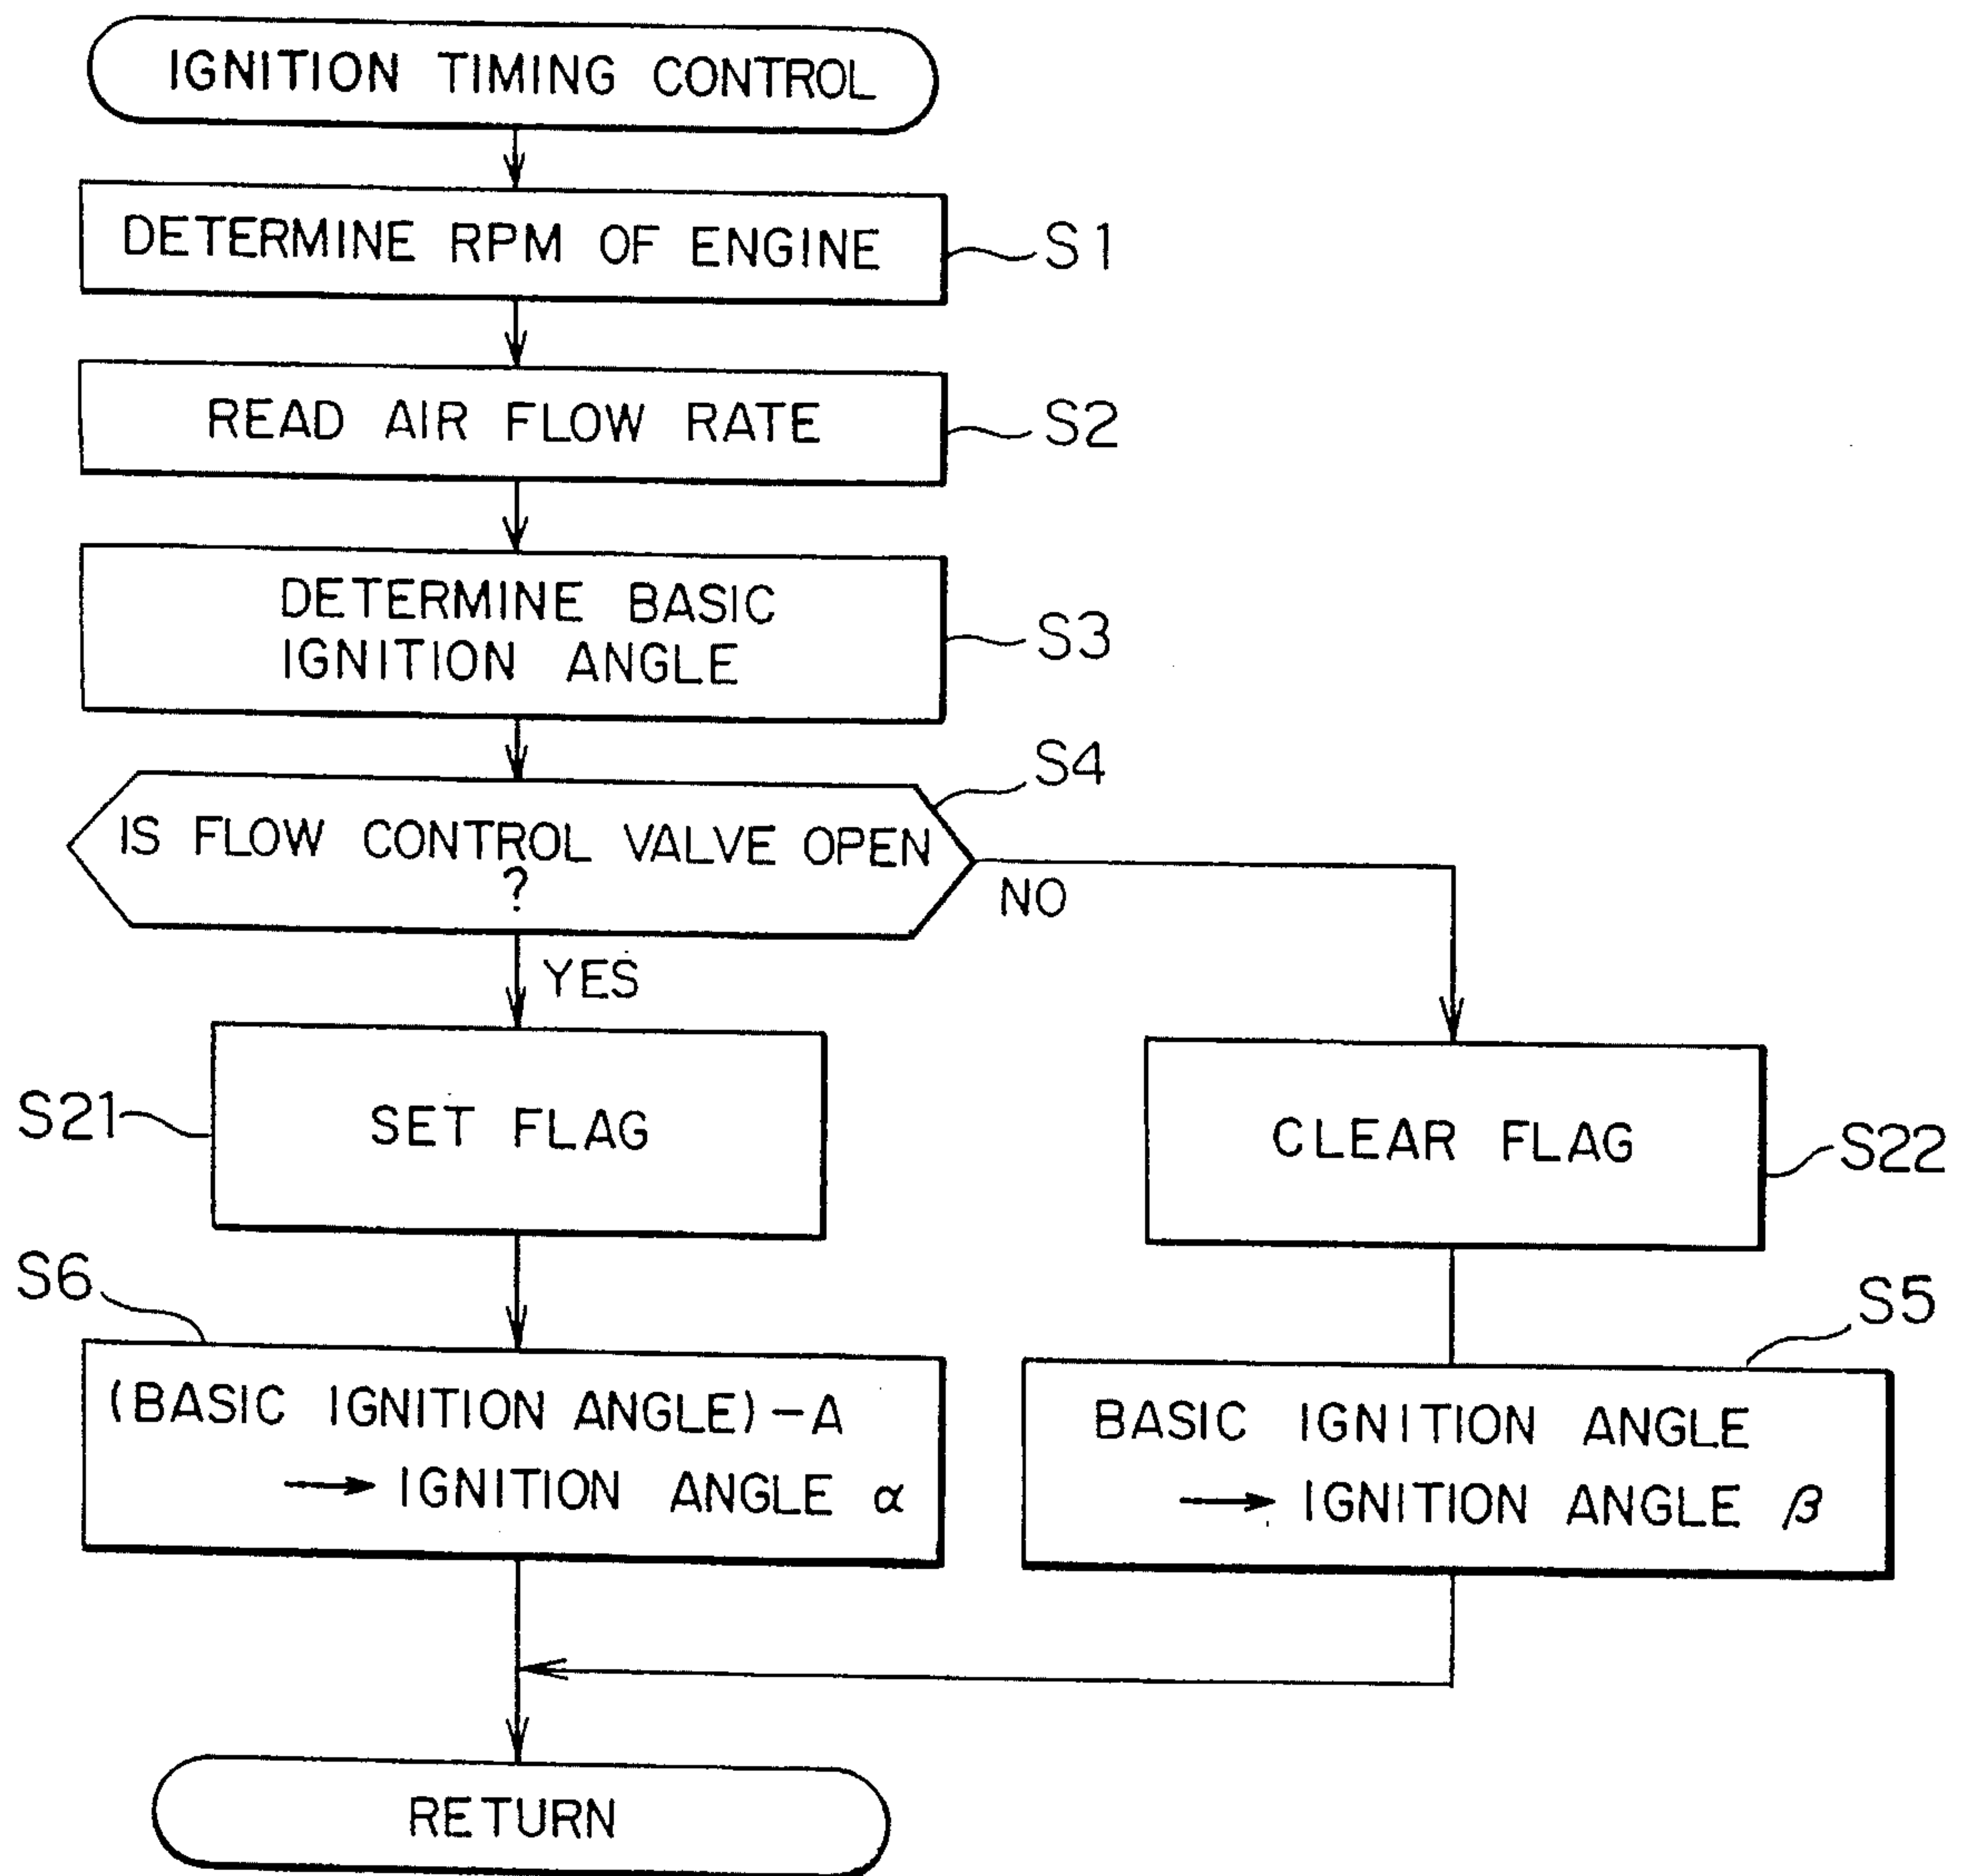 IGNITION TIMING CONTROL
DETERMINE RPM OF ENGINE
S1
READ AIR FLOW RATE
S2
DETERMINE BASIC
IGNITION ANGLE
S3
S4
IS FLOW CONTROL VALVE OPEN
?
NO
YES
S21
SET FLAG
CLEAR FLAG
S22
S6
S5
(BASIC IGNITION ANGLE) – A
→ IGNITION ANGLE α
BASIC IGNITION ANGLE
→ IGNITION ANGLE β
RETURN